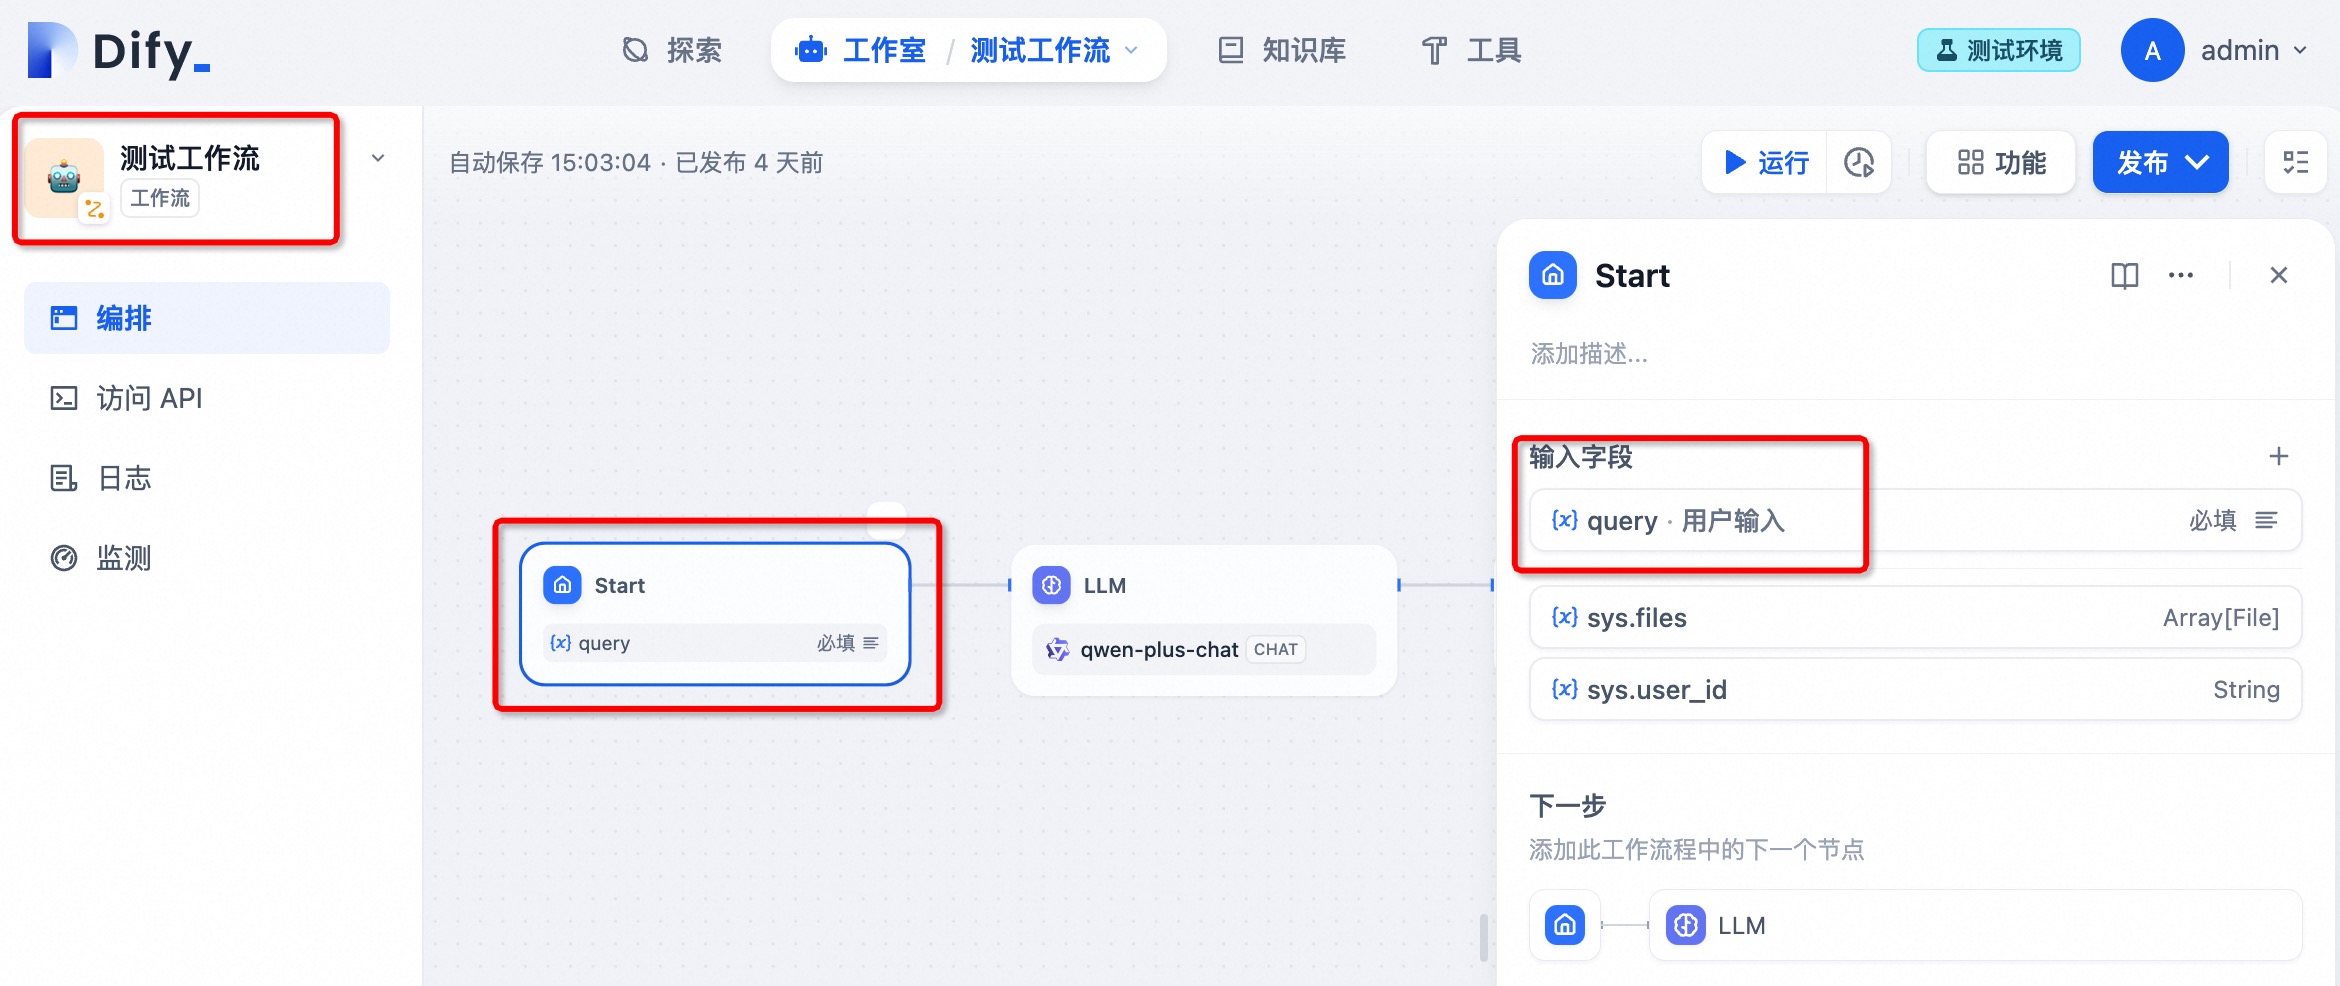 Dify_
探索
工作室 / 测试工作流
知识库
工具
测试环境
A
admin
测试工作流
工作流
编排
访问 API
日志
监测
自动保存 15:03:04 · 已发布 4 天前
运行
功能
发布
Start
query
必填
LLM
qwen-plus-chat CHAT
Start
添加描述...
输入字段
{x} query · 用户输入
必填
{x} sys.files
Array[File]
{x} sys.user_id
String
下一步
添加此工作流程中的下一个节点
LLM